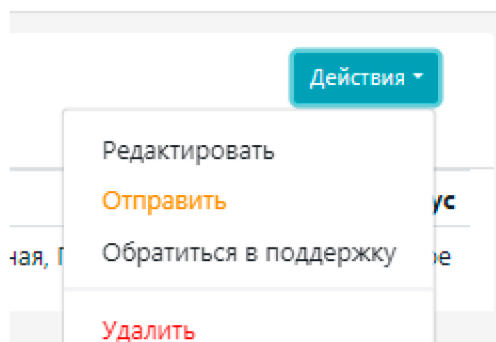 Действия
Редактировать
Отправить
Обратиться в поддержку
Удалить